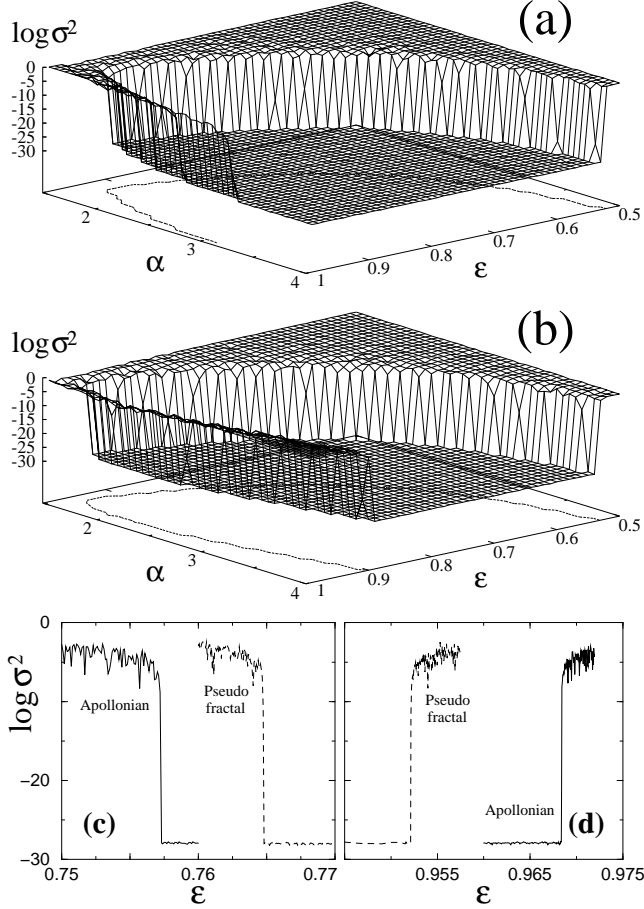 (a)
log σ²
0
-5
-10
-15
-20
-25
-30
2
3
4
α
1
0.9
0.8
0.7
0.6
0.5
ε
(b)
log σ²
0
-5
-10
-15
-20
-25
-30
2
3
4
α
1
0.9
0.8
0.7
0.6
0.5
ε
log σ²
0
−10
−20
−30
Apollonian
Pseudo
fractal
(c)
0.75
0.76
0.77
ε
Pseudo
fractal
Apollonian
(d)
0.955
0.965
0.975
ε